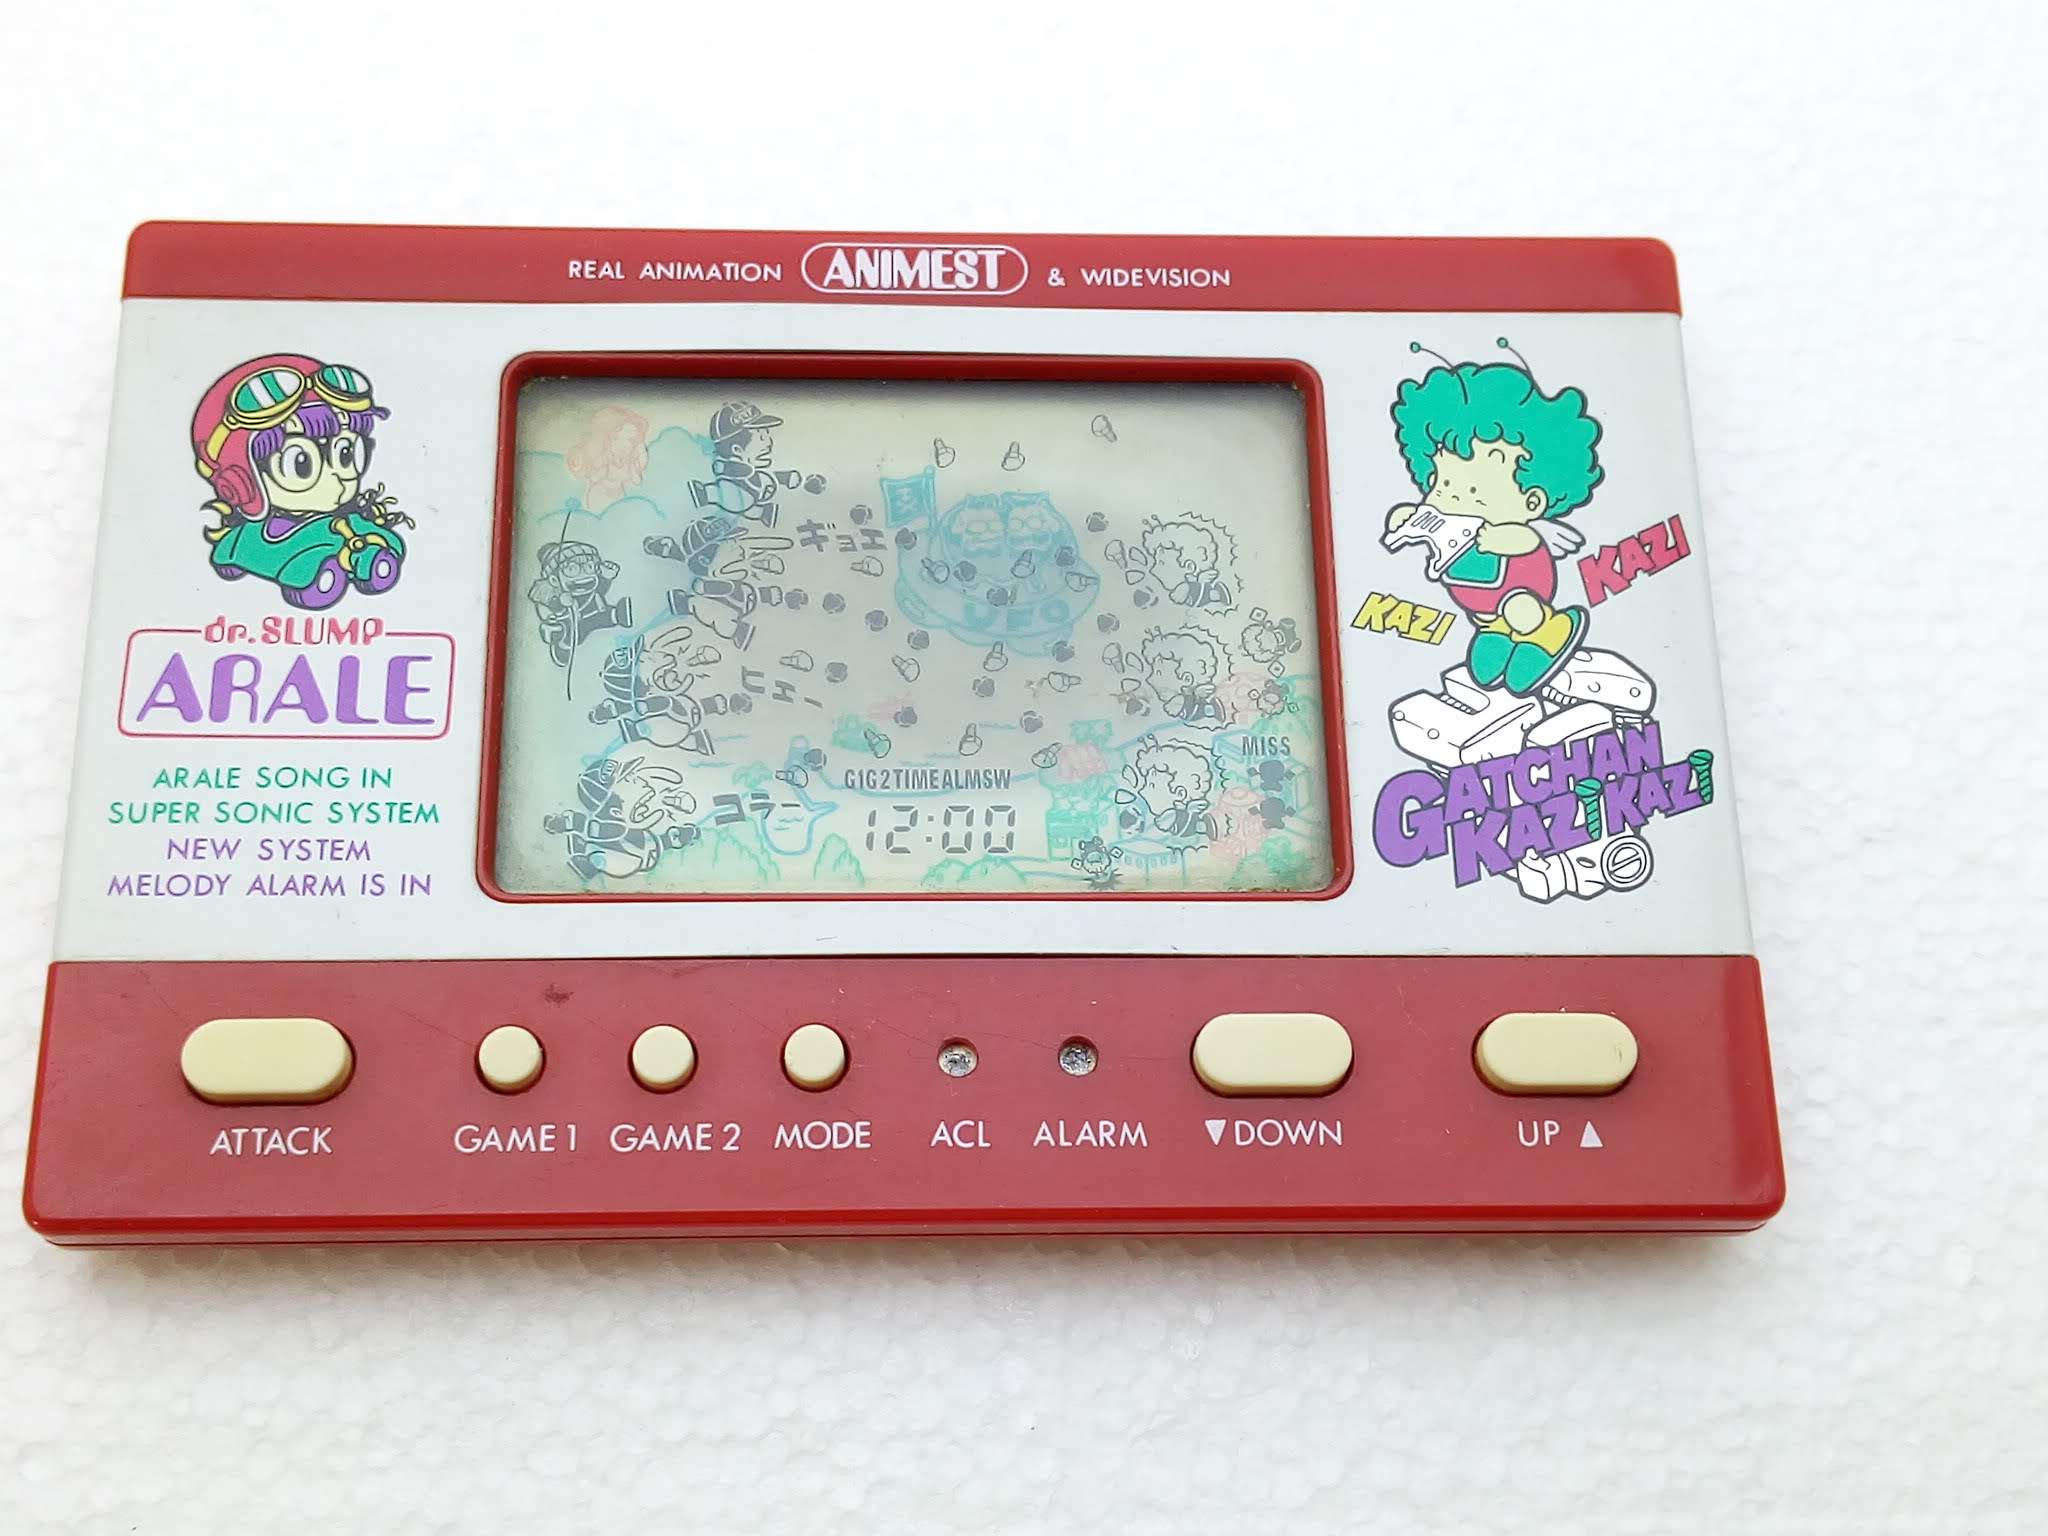 REAL ANIMATION ANIMEST & WIDEVISION
dr. SLUMP
ARALE
ARALE SONG IN
SUPER SONIC SYSTEM
NEW SYSTEM
MELODY ALARM IS IN
ギョエ
ヒェー
コラー
UFO
MISS
G1G2TIMEALMSW
12:00
KAZI
KAZI
GATCHAN
KAZI KAZI
ATTACK
GAME 1
GAME 2
MODE
ACL
ALARM
▼DOWN
UP ▲